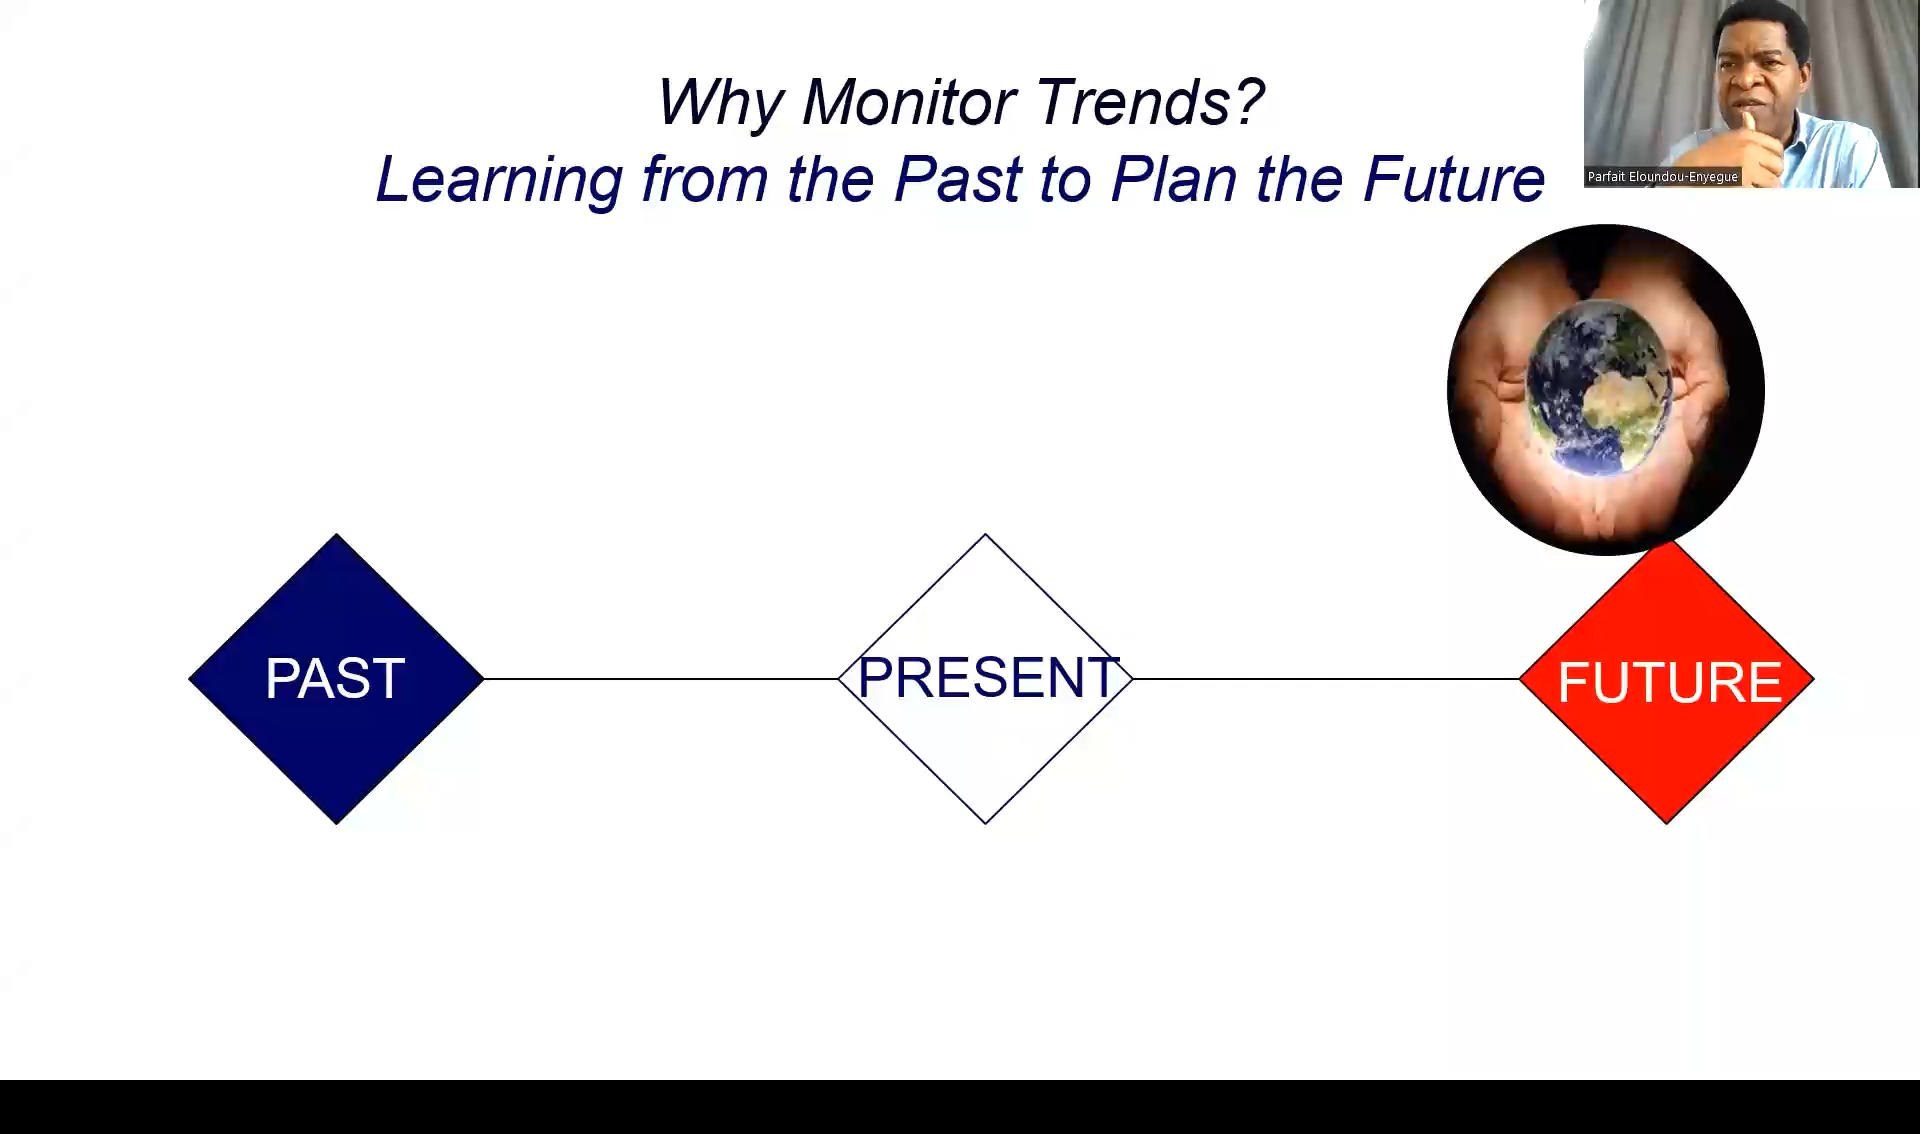 Why Monitor Trends?
Learning from the Past to Plan the Future
Parfait Eloundou-Enyegue
PAST
PRESENT
FUTURE